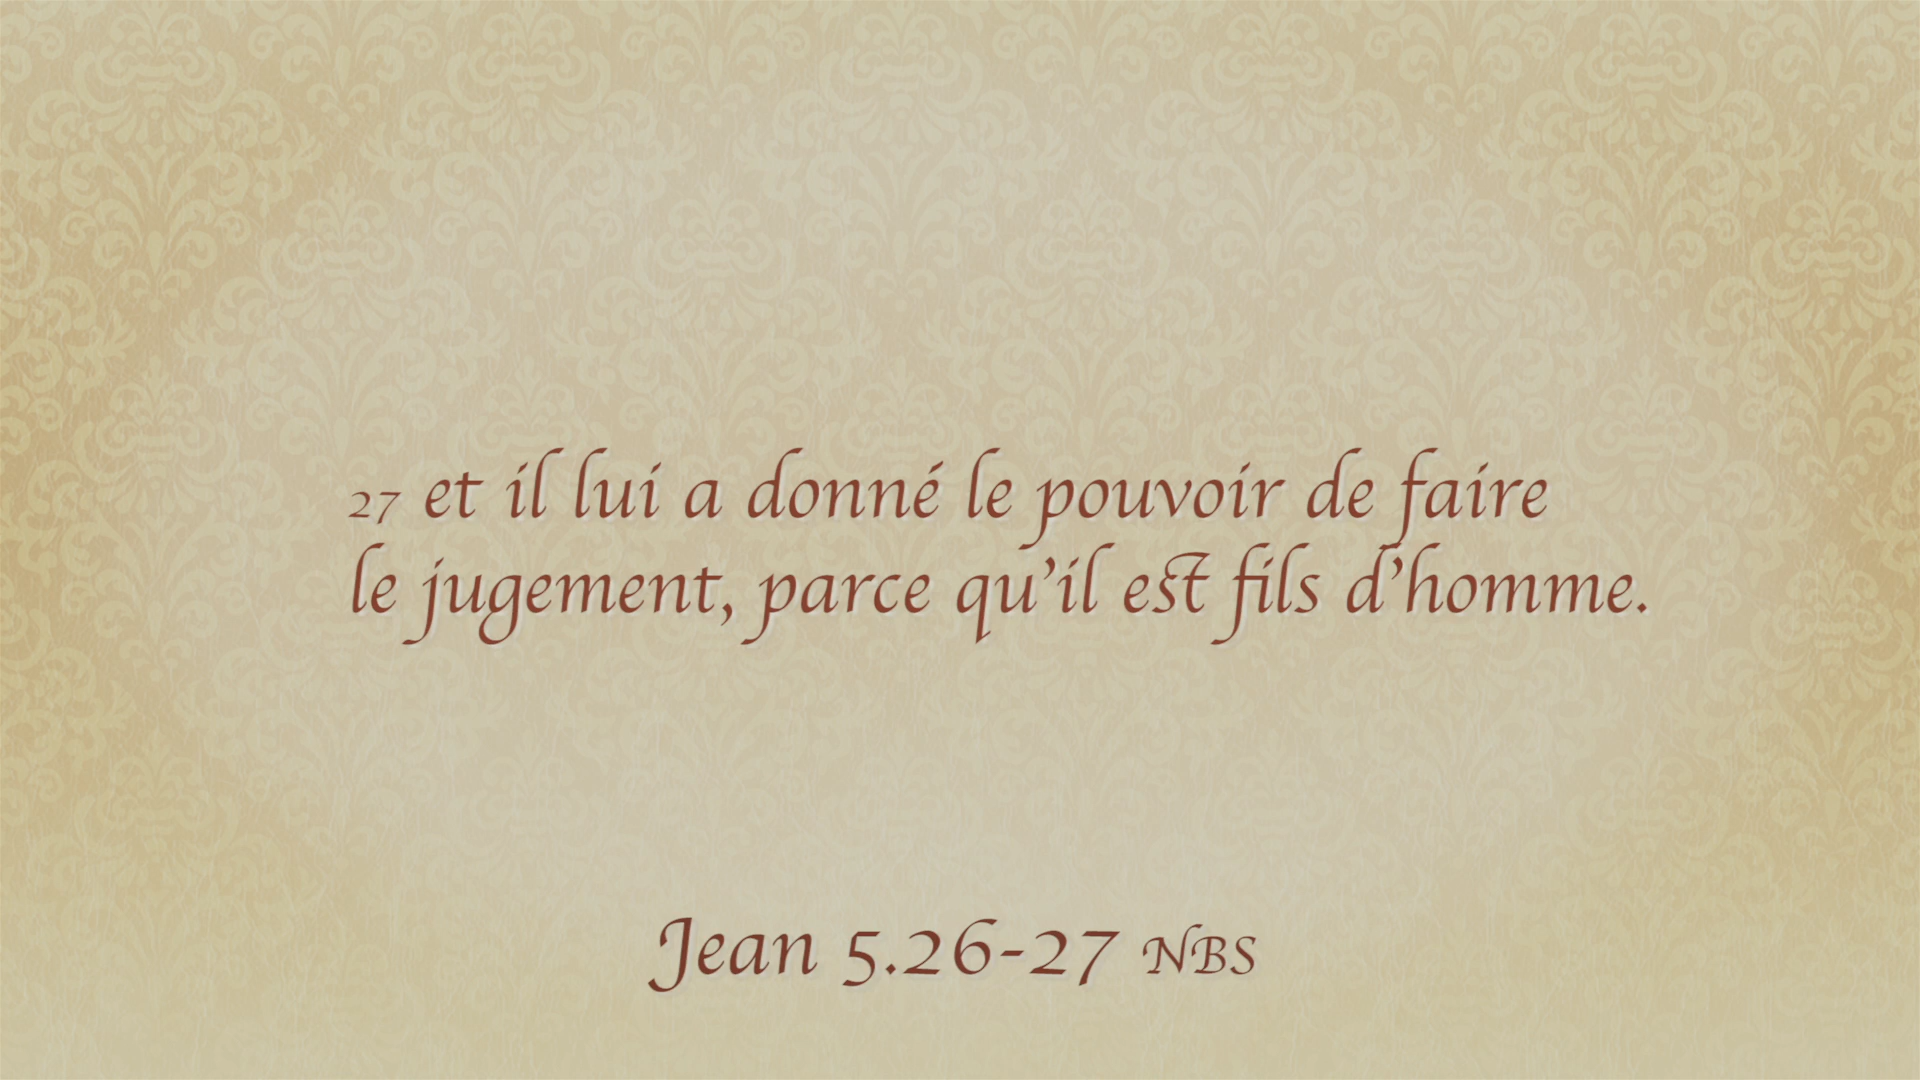 27 et il lui a donné le pouvoir de faire
le jugement, parce qu’il est fils d’homme.
Jean 5.26-27 NBS